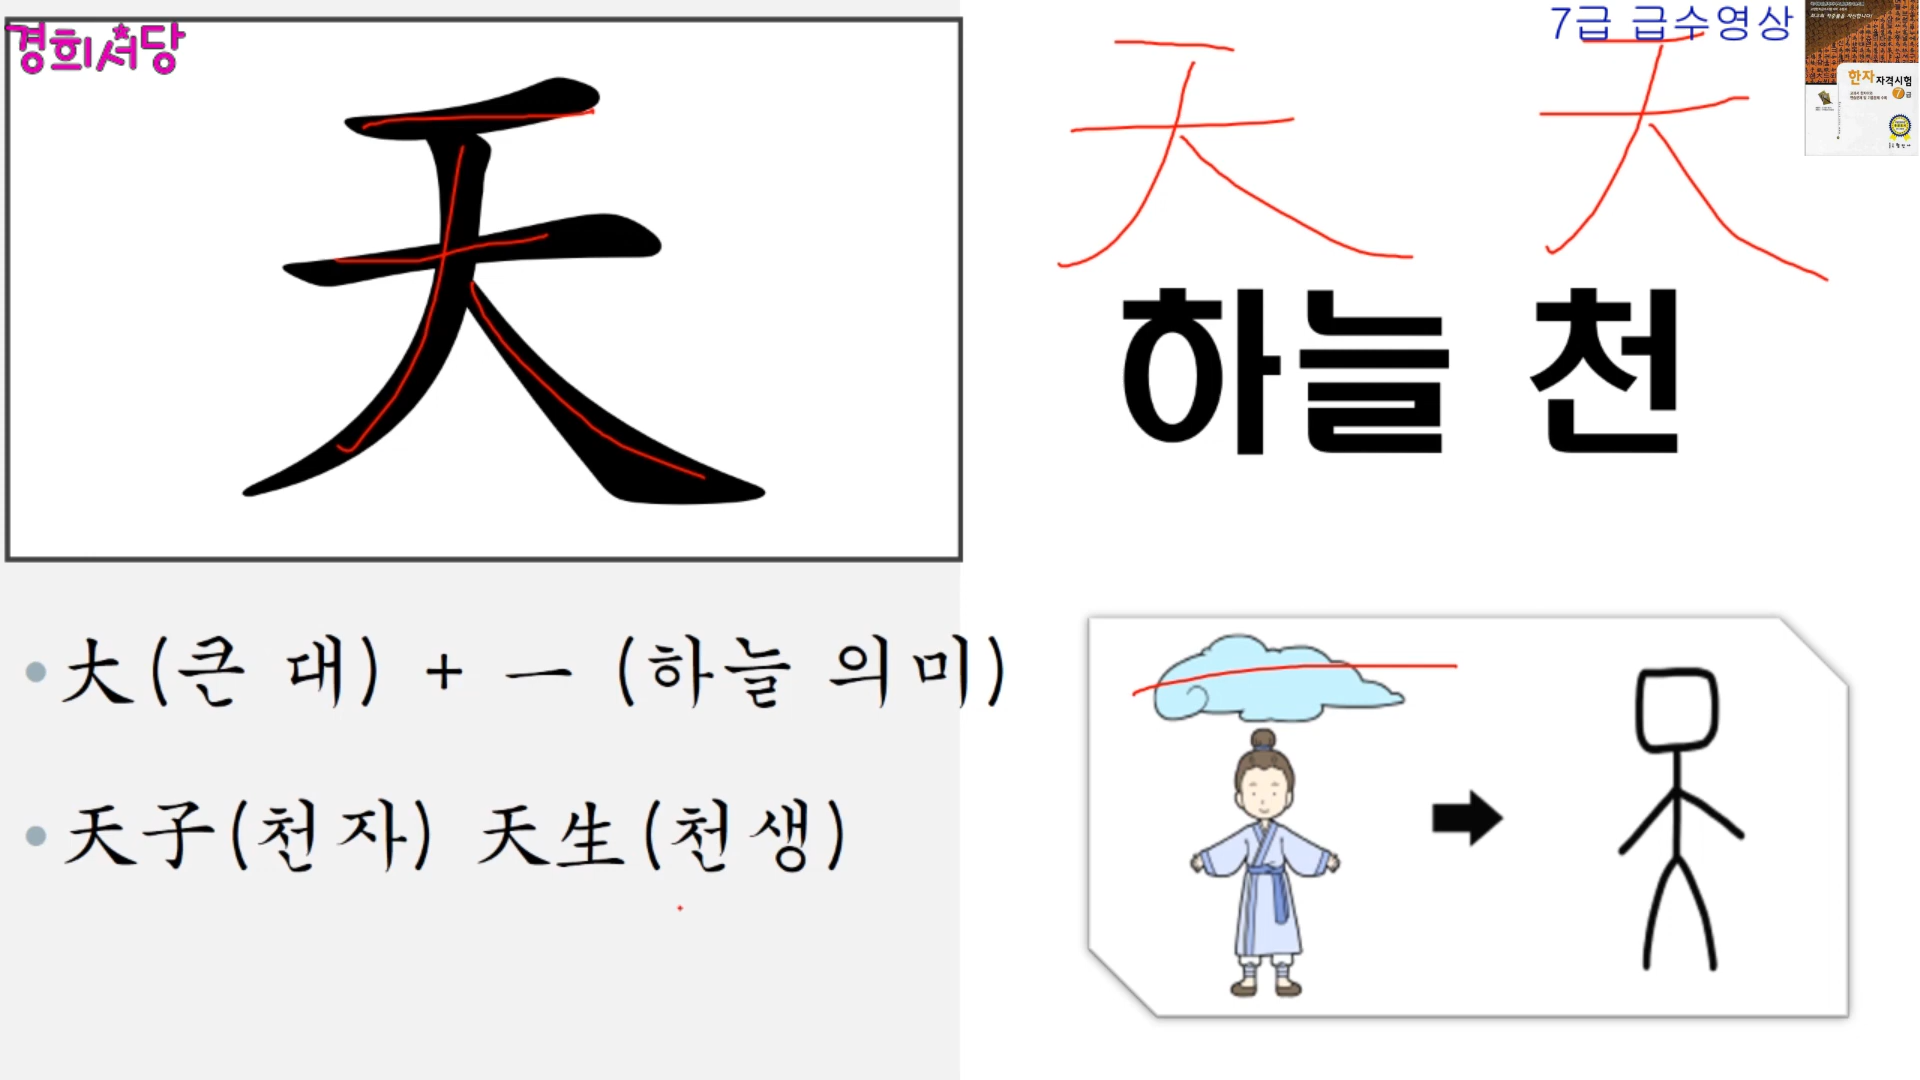 경희서당
7급 급수영상
한자 자격시험
7급
天
天 天
하늘 천
大(큰 대) + 一 (하늘 의미)
天子(천자) 天生(천생)